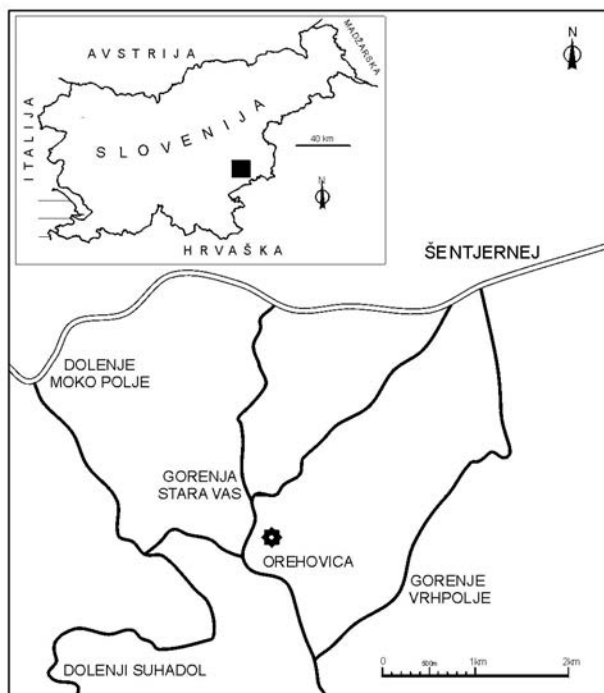 AVSTRIJA
MADŽARSKA
ITALIJA
SLOVENIJA
40 km
N
HRVAŠKA
N
ŠENTJERNEJ
DOLENJE
MOKO POLJE
GORENJA
STARA VAS
OREHOVICA
GORENJE
VRHPOLJE
DOLENJI SUHADOL
0
500m
1km
2km